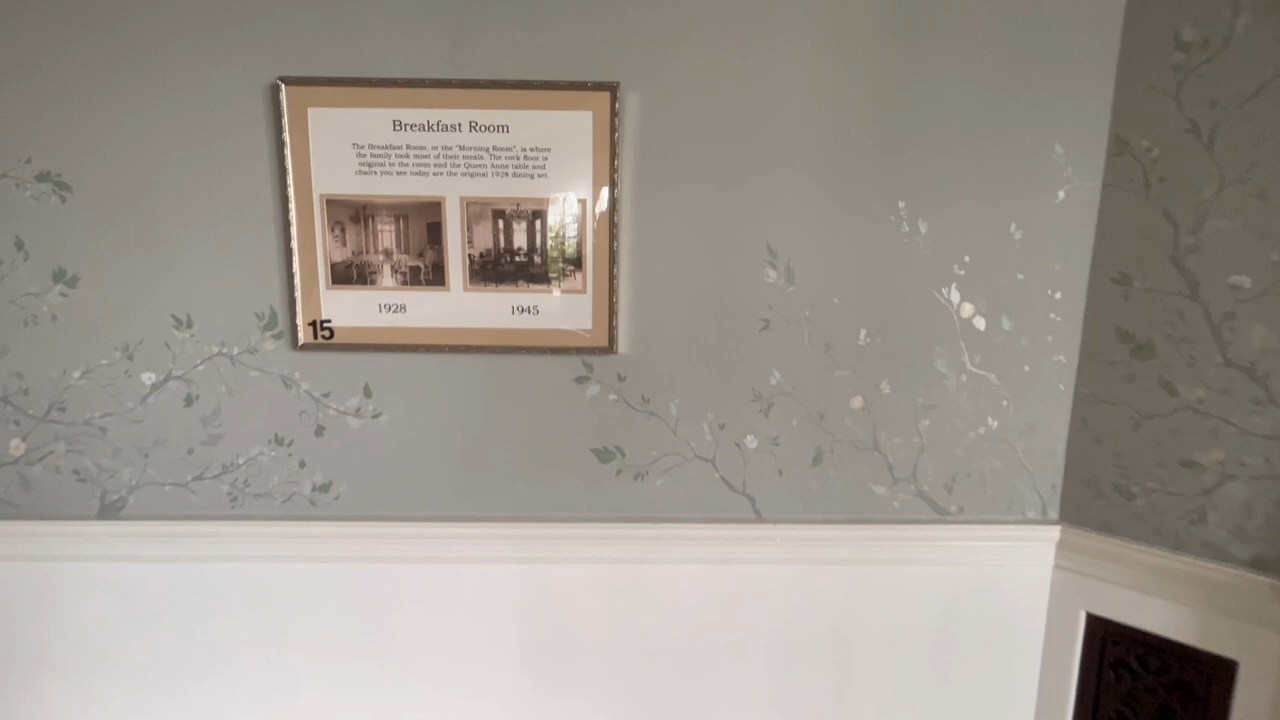 Breakfast Room
The Breakfast Room, or the "Morning Room", is where
the family took most of their meals. The cork floor is
original to the room and the Queen Anne table and
chairs you see today are the original 1928 dining set.
1928
1945
15